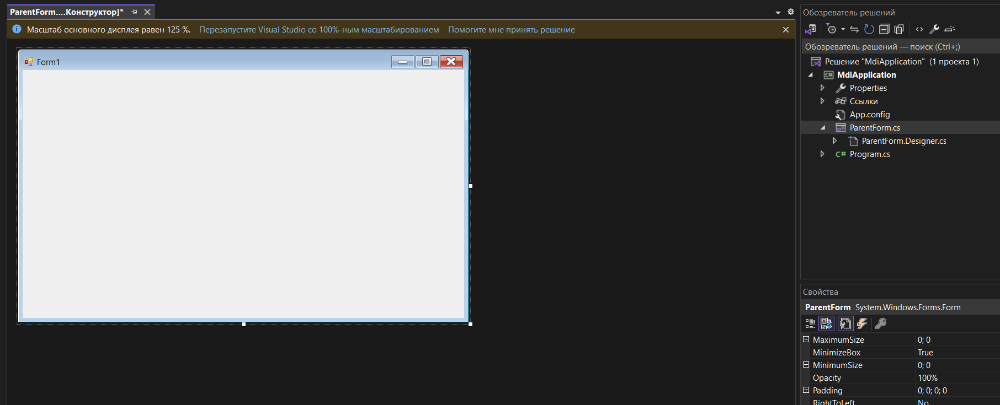 ParentForm....Конструктор]*
Масштаб основного дисплея равен 125 %. Перезапустите Visual Studio со 100%-ным масштабированием Помогите мне принять решение
Form1
Обозреватель решений
Обозреватель решений — поиск (Ctrl+;)
Решение "MdiApplication" (1 проекта 1)
C# MdiApplication
Properties
Ссылки
App.config
ParentForm.cs
ParentForm.Designer.cs
C# Program.cs
Свойства
ParentForm System.Windows.Forms.Form
MaximumSize 0; 0
MinimizeBox True
MinimumSize 0; 0
Opacity 100%
Padding 0; 0; 0; 0
RightToLeft No